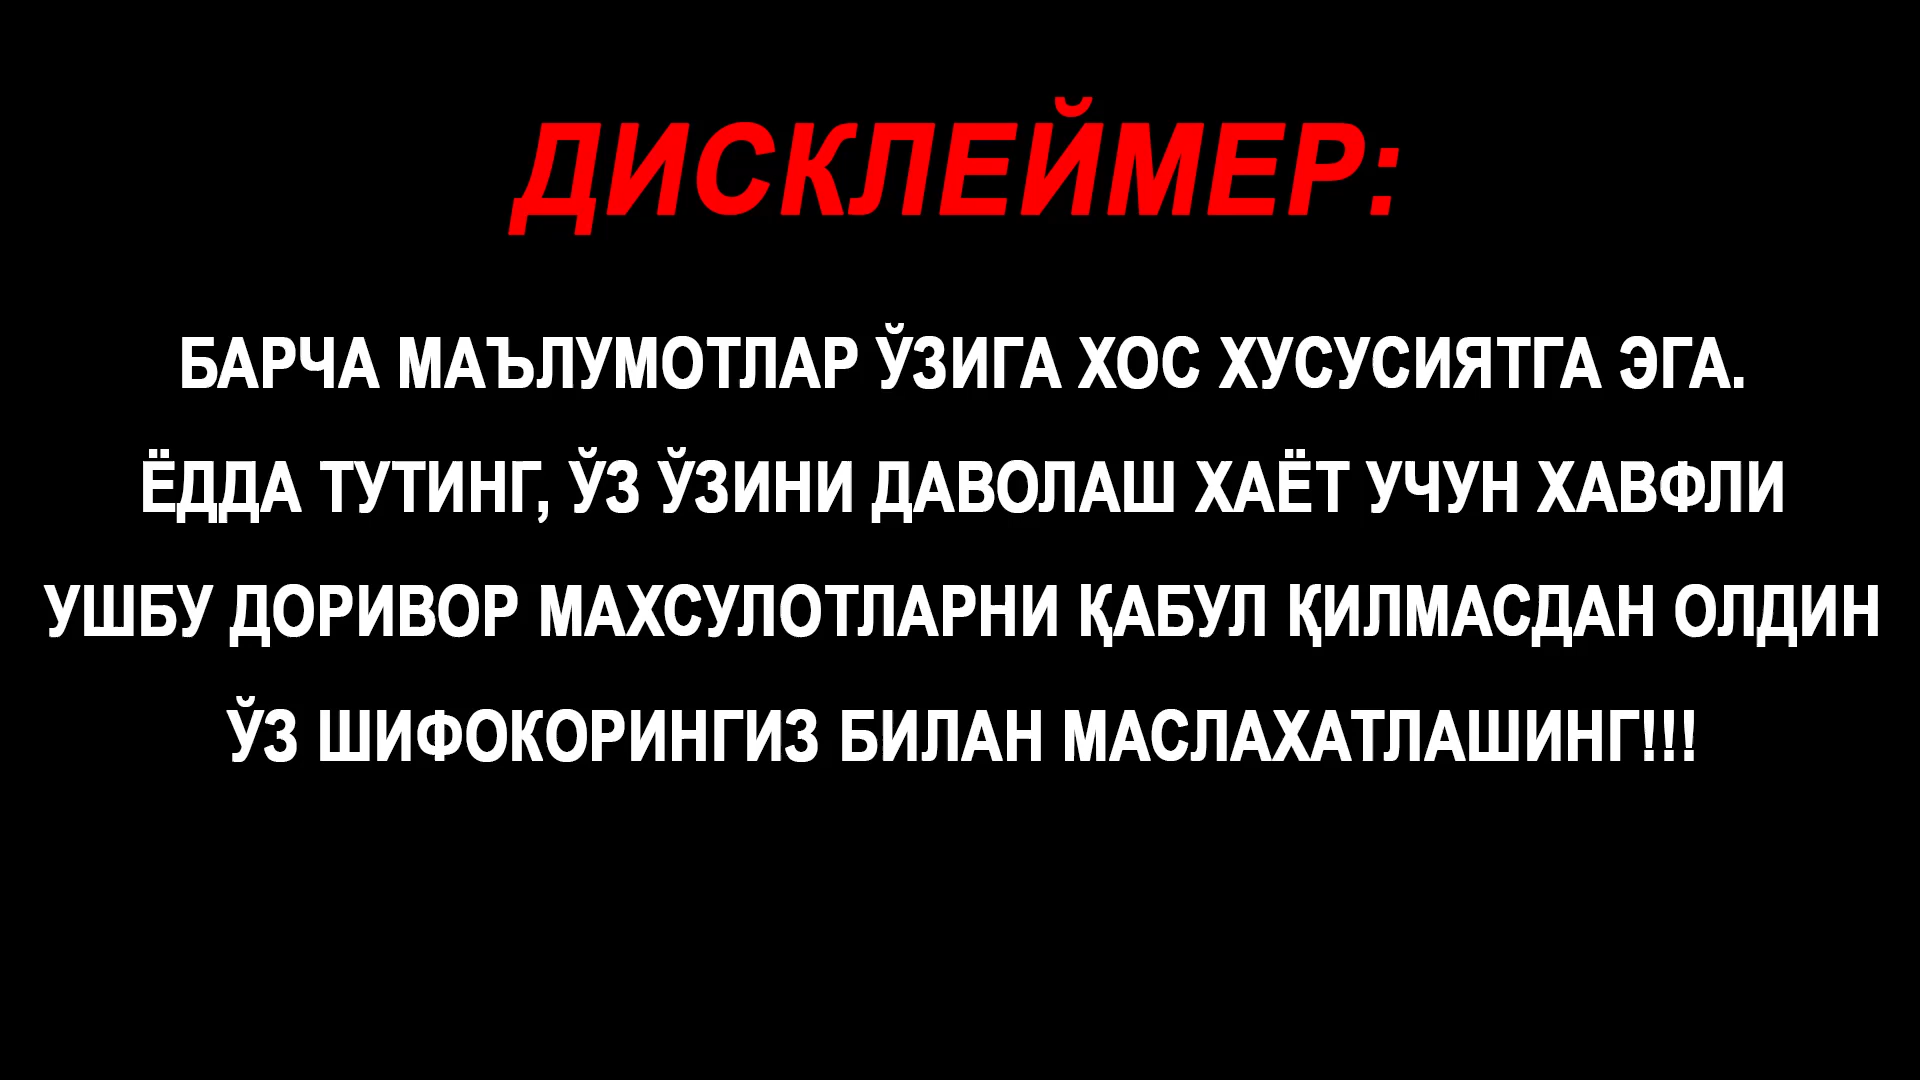 ДИСКЛЕЙМЕР:
БАРЧА МАЪЛУМОТЛАР ЎЗИГА ХОС ХУСУСИЯТГА ЭГА.
ЁДДА ТУТИНГ, ЎЗ ЎЗИНИ ДАВОЛАШ ХАЁТ УЧУН ХАВФЛИ
УШБУ ДОРИВОР МАХСУЛОТЛАРНИ ҚАБУЛ ҚИЛМАСДАН ОЛДИН
ЎЗ ШИФОКОРИНГИЗ БИЛАН МАСЛАХАТЛАШИНГ!!!